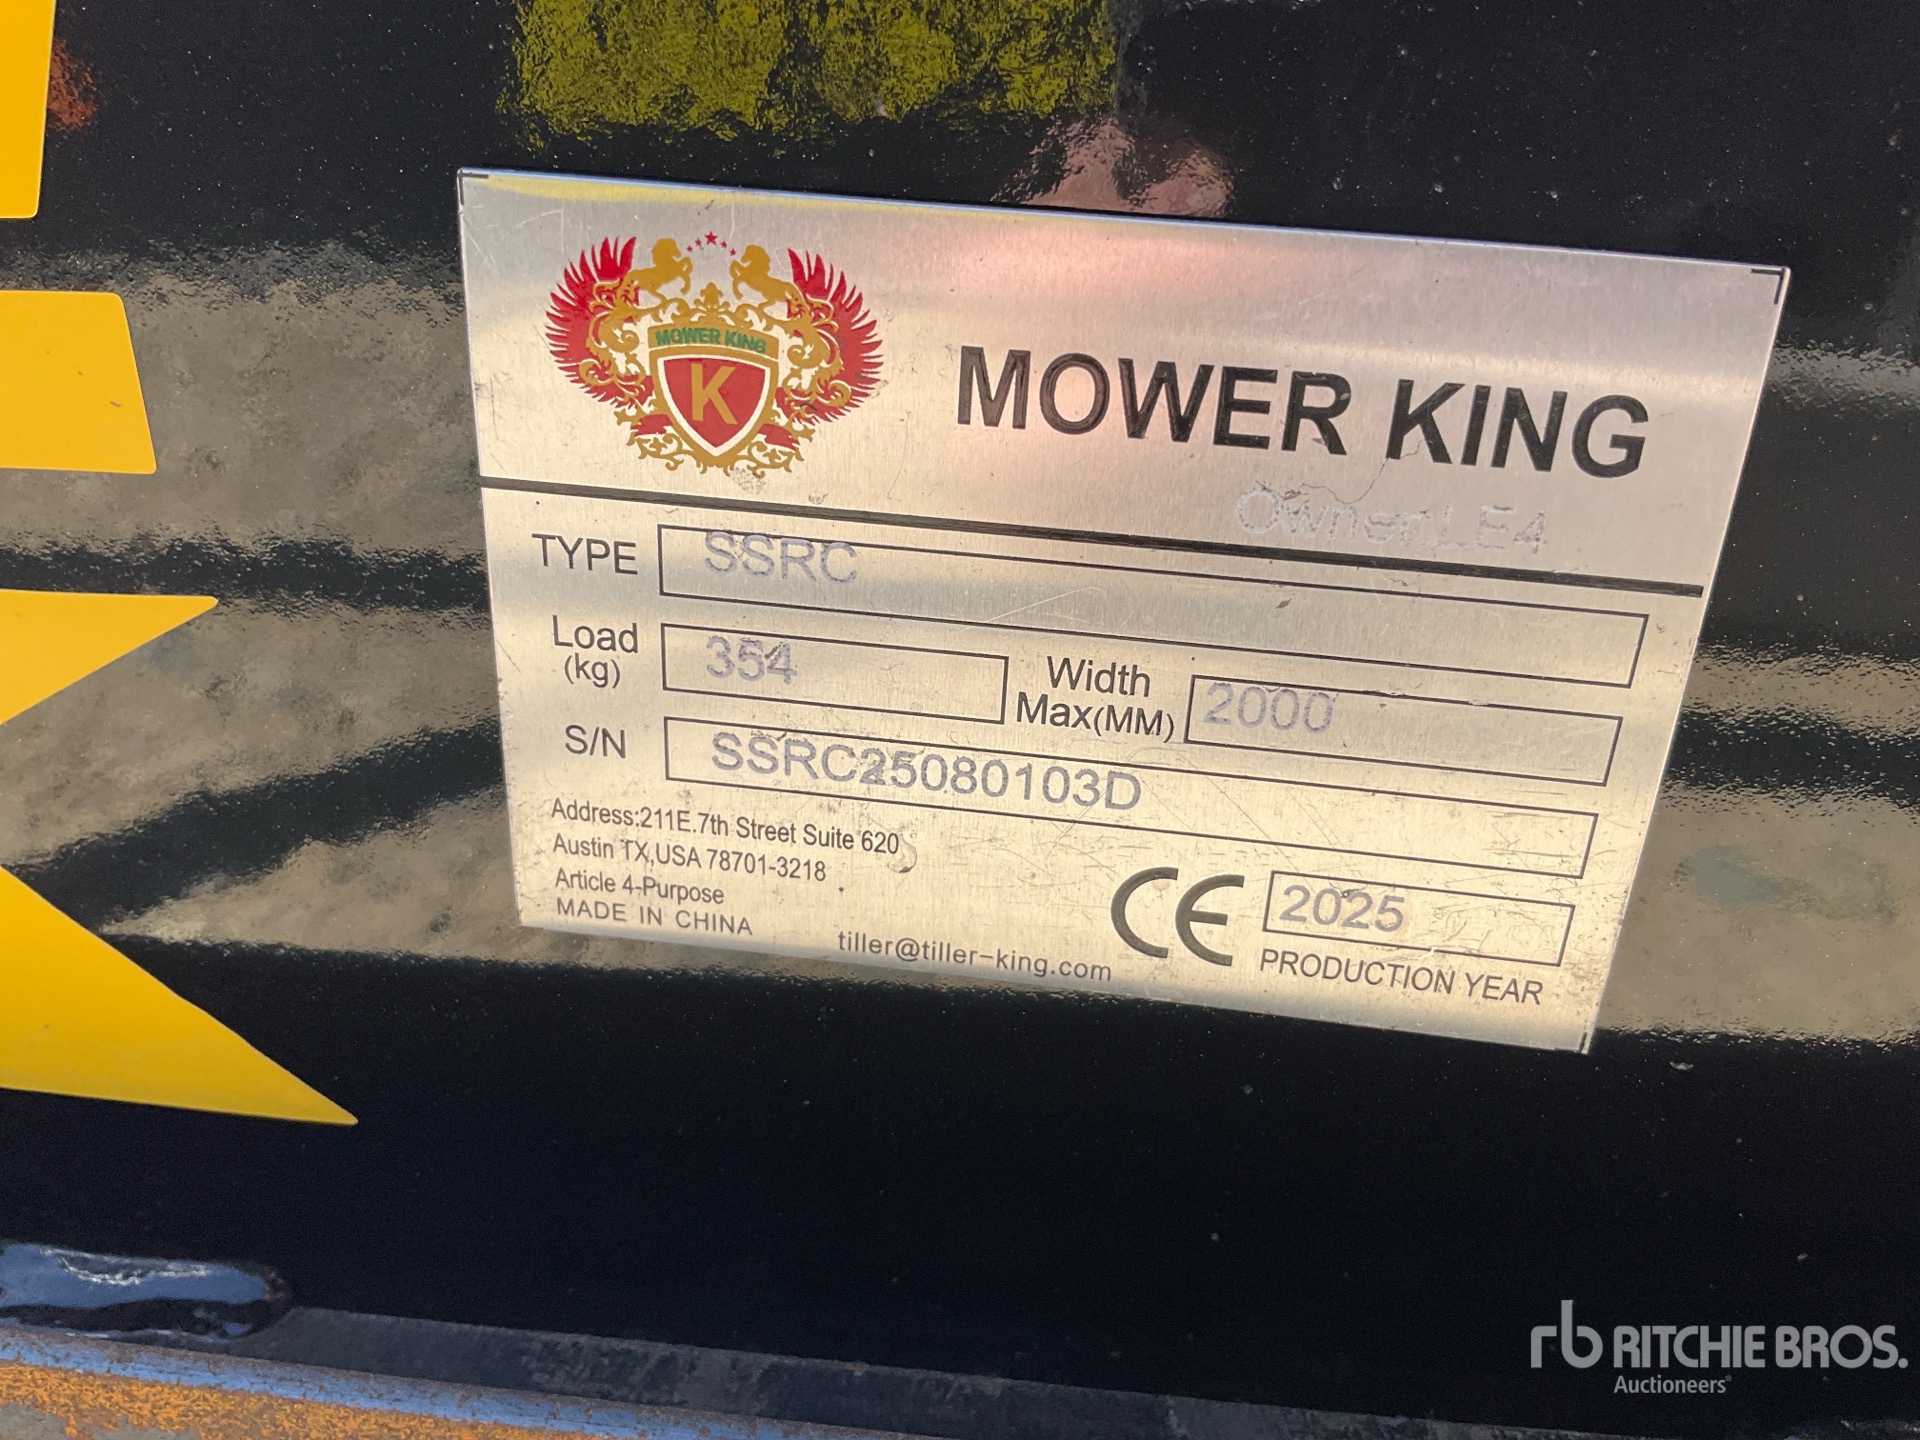 MOWER KING
K
MOWER KING
Owner:LE4
TYPE SSRC
Load (kg) 354 Width Max(MM) 2000
S/N SSRC25080103D
Address:211E.7th Street Suite 620
Austin TX,USA 78701-3218
Article 4-Purpose
MADE IN CHINA
tiller@tiller-king.com
CE 2025
PRODUCTION YEAR
rb RITCHIE BROS.
Auctioneers